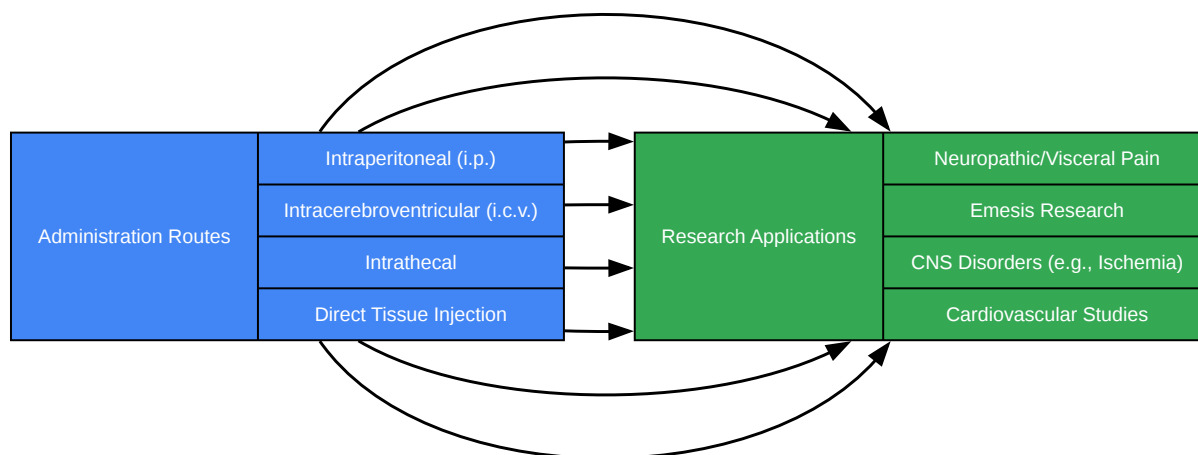 Administration Routes
Intraperitoneal (i.p.)
Intracerebroventricular (i.c.v.)
Intrathecal
Direct Tissue Injection
Research Applications
Neuropathic/Visceral Pain
Emesis Research
CNS Disorders (e.g., Ischemia)
Cardiovascular Studies